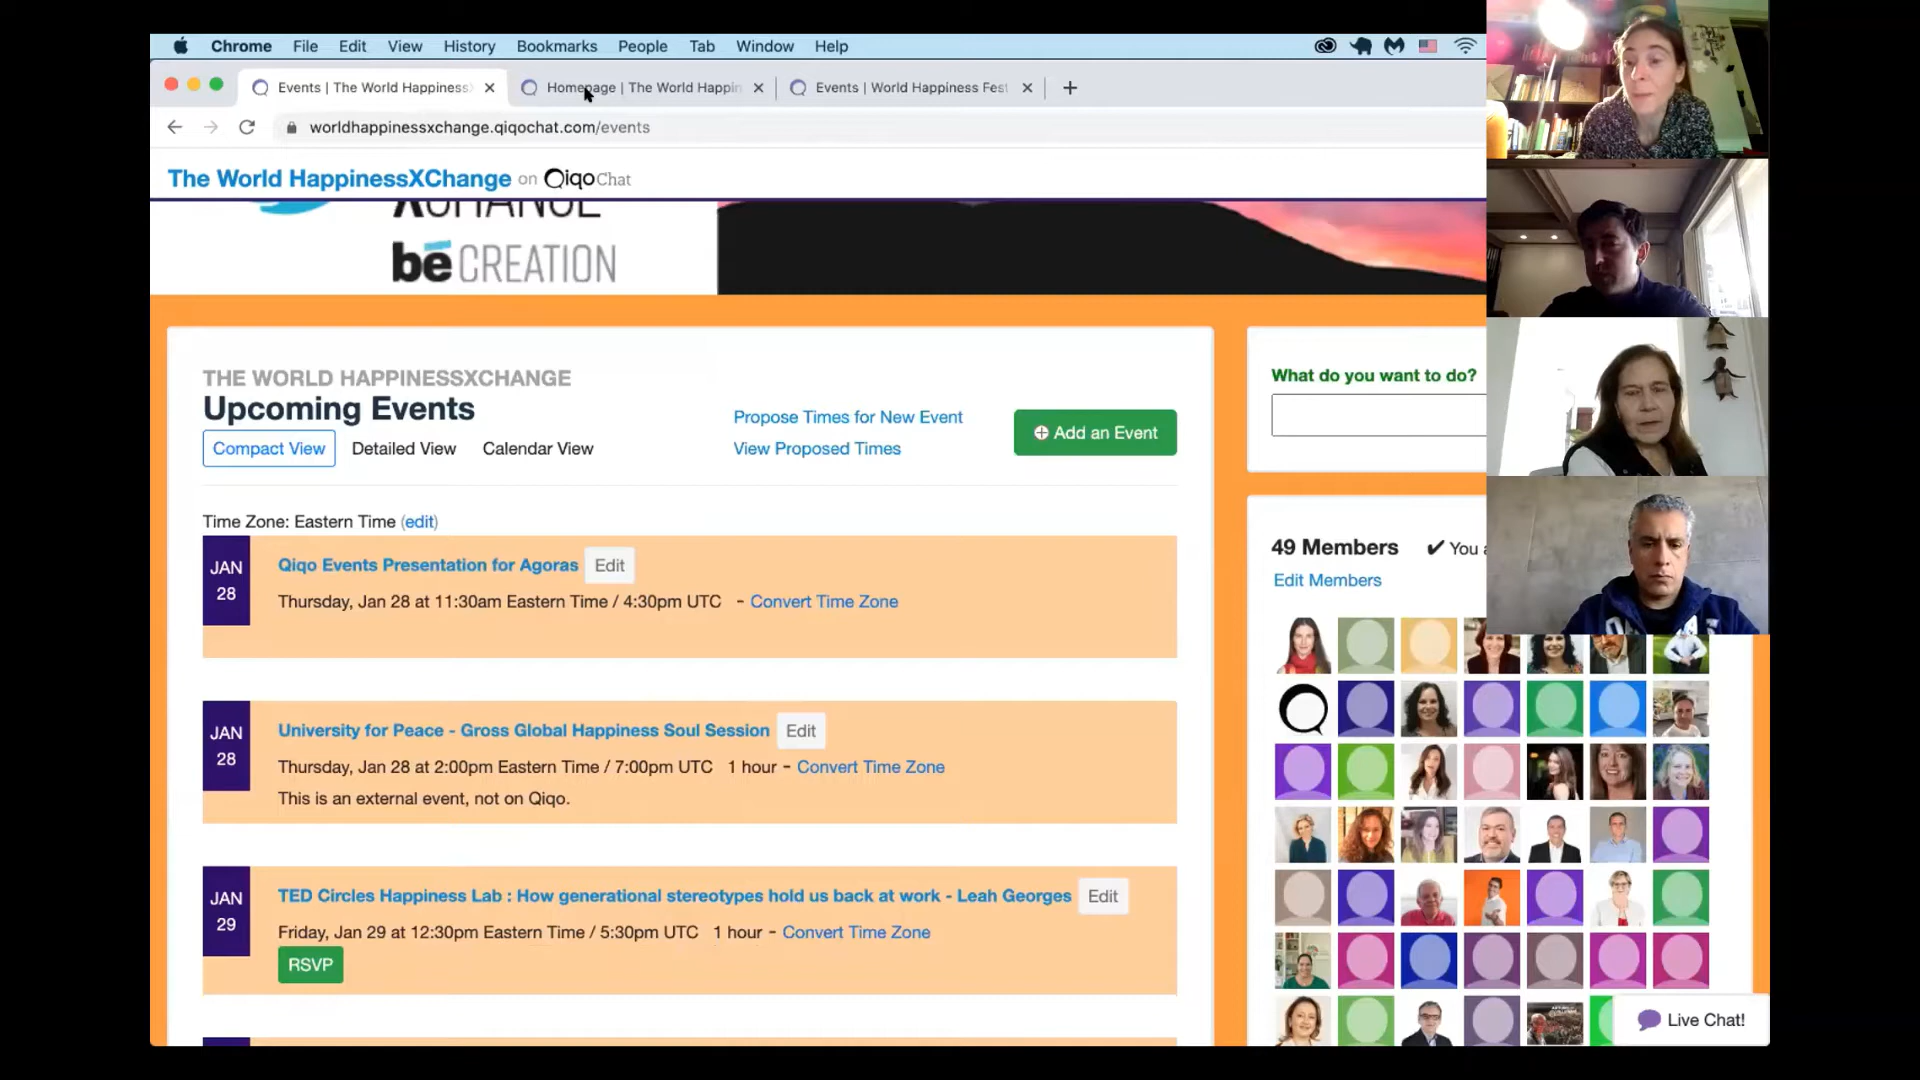 Chrome File Edit View History Bookmarks People Tab Window Help
Events | The World Happiness
Homepage | The World Happin
Events | World Happiness Fest
worldhappinessxchange.qiqochat.com/events
The World HappinessXChange on QiqoChat
XCHANGE
bē CREATION
THE WORLD HAPPINESSXCHANGE
Upcoming Events
Compact View Detailed View Calendar View
Propose Times for New Event
View Proposed Times
Add an Event
Time Zone: Eastern Time (edit)
JAN
28
Qiqo Events Presentation for Agoras Edit
Thursday, Jan 28 at 11:30am Eastern Time / 4:30pm UTC - Convert Time Zone
JAN
28
University for Peace - Gross Global Happiness Soul Session Edit
Thursday, Jan 28 at 2:00pm Eastern Time / 7:00pm UTC 1 hour - Convert Time Zone
This is an external event, not on Qiqo.
JAN
29
TED Circles Happiness Lab : How generational stereotypes hold us back at work - Leah Georges Edit
Friday, Jan 29 at 12:30pm Eastern Time / 5:30pm UTC 1 hour - Convert Time Zone
RSVP
What do you want to do?
49 Members ✔ You a
Edit Members
Live Chat!